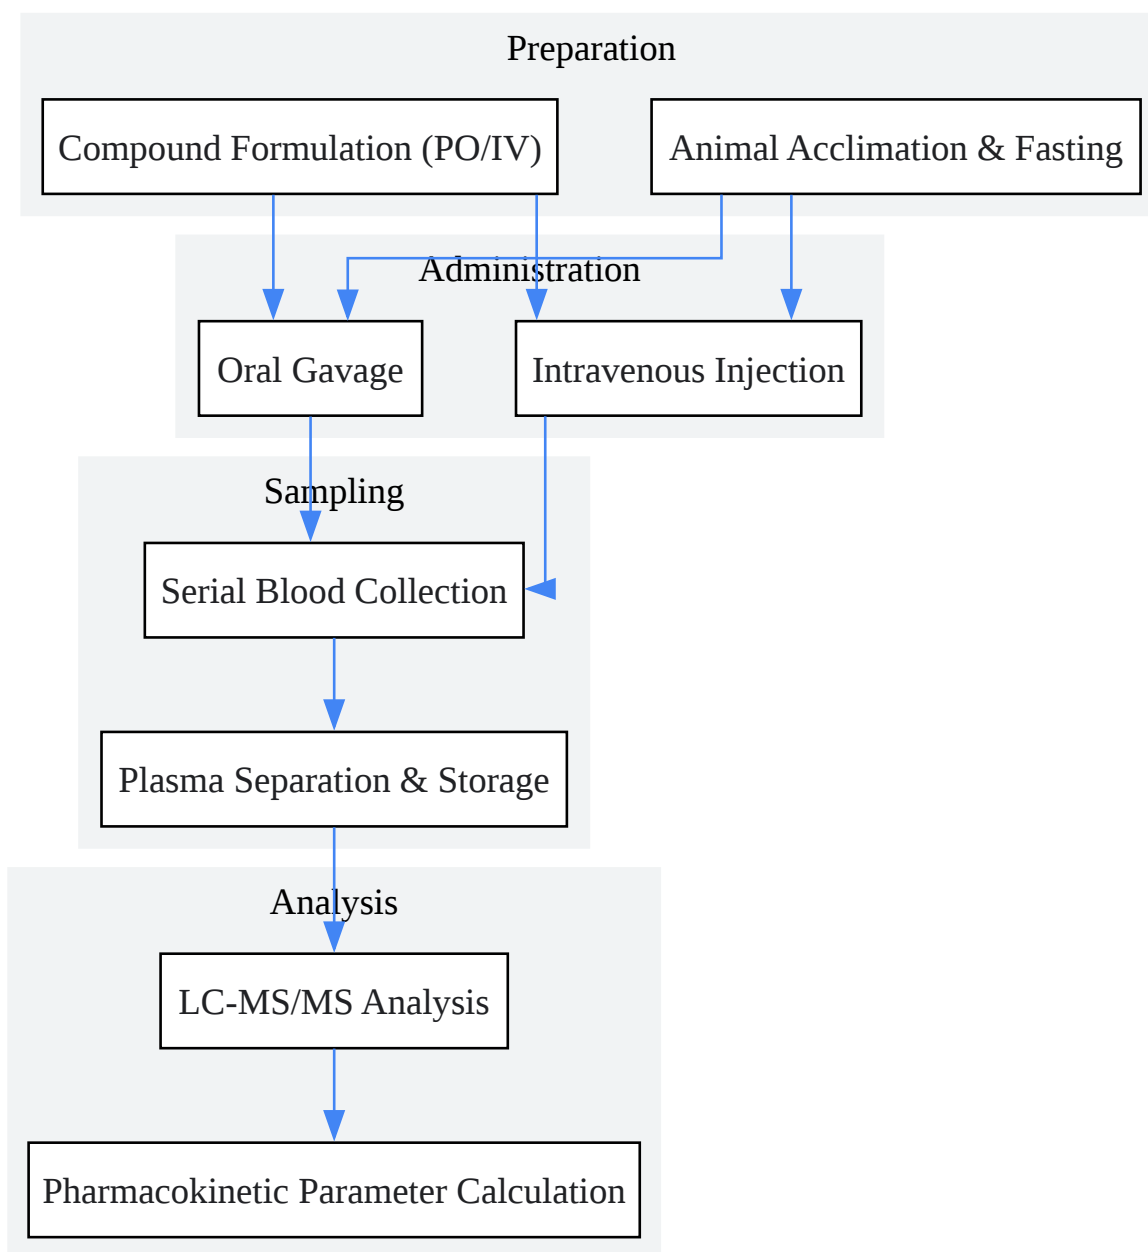 Preparation
Compound Formulation (PO/IV)
Animal Acclimation & Fasting
Administration
Oral Gavage
Intravenous Injection
Sampling
Serial Blood Collection
Plasma Separation & Storage
Analysis
LC-MS/MS Analysis
Pharmacokinetic Parameter Calculation